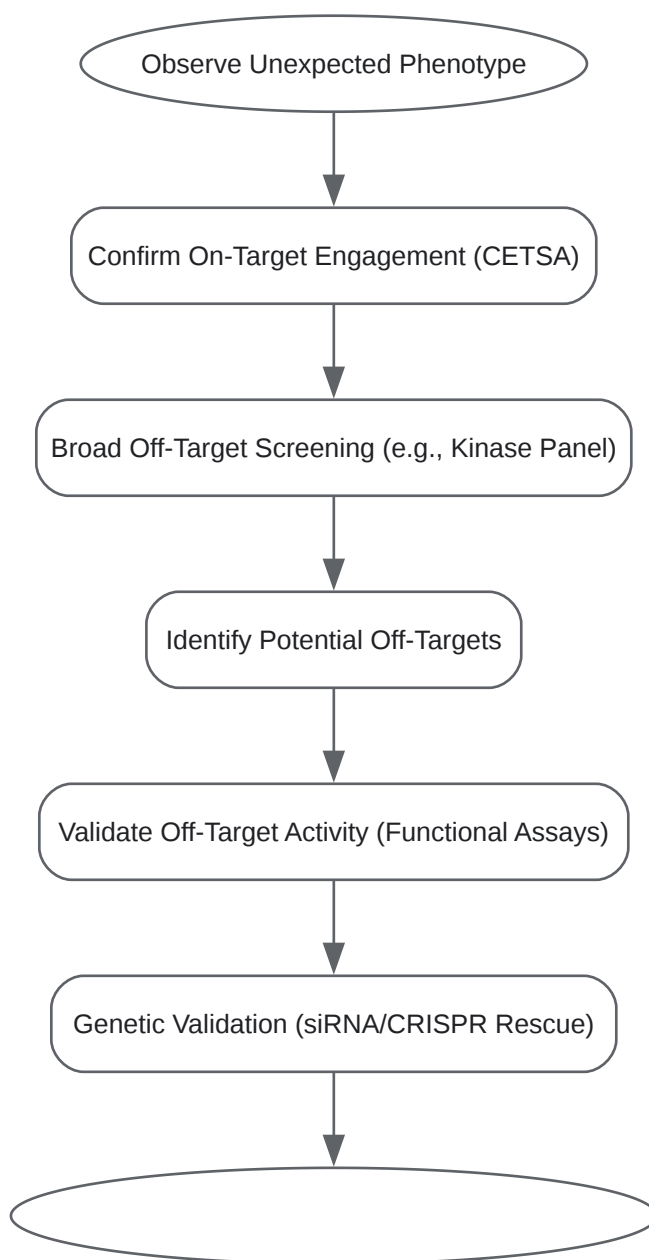 Observe Unexpected Phenotype
Confirm On-Target Engagement (CETSA)
Broad Off-Target Screening (e.g., Kinase Panel)
Identify Potential Off-Targets
Validate Off-Target Activity (Functional Assays)
Genetic Validation (siRNA/CRISPR Rescue)